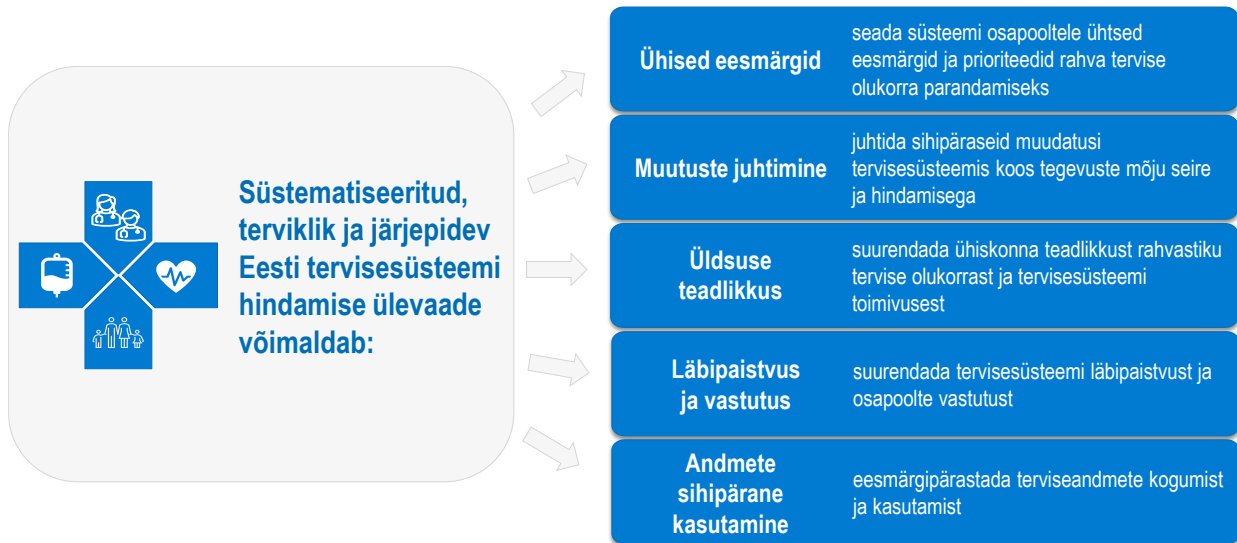 Süstematiseeritud,
terviklik ja järjepidev
Eesti tervisesüsteemi
hindamise ülevaade
võimaldab:
Ühised eesmärgid
seada süsteemi osapooltele ühtsed
eesmärgid ja prioriteedid rahva tervise
olukorra parandamiseks
Muutuste juhtimine
juhtida sihipäraseid muudatusi
tervisesüsteemis koos tegevuste mõju seire
ja hindamisega
Üldsuse
teadlikkus
suurendada ühiskonna teadlikkust rahvastiku
tervise olukorrast ja tervisesüsteemi
toimivusest
Läbipaistvus
ja vastutus
suurendada tervisesüsteemi läbipaistvust ja
osapoolte vastutust
Andmete
sihipärane
kasutamine
eesmärgipärastada terviseandmete kogumist
ja kasutamist